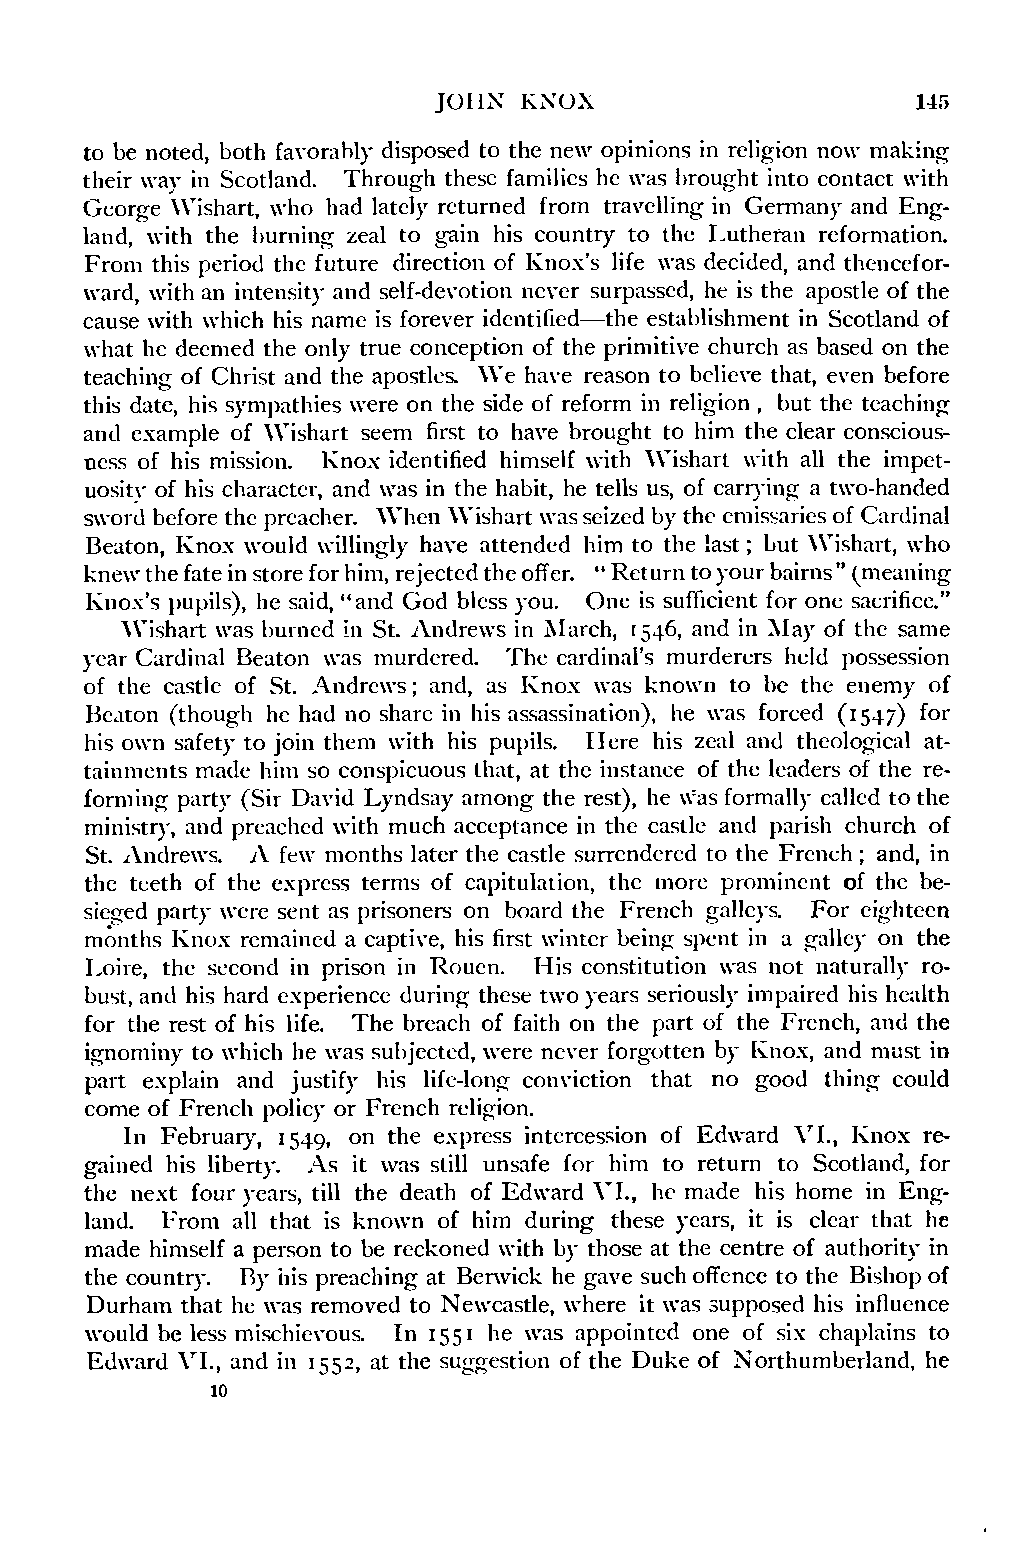 JOHN KNOX 145
to be noted, both favorably disposed to the new opinions in religion now making
their way in Scotland. Through these families he was brought into contact with
George Wishart, who had lately returned from travelling in Germany and Eng-
land, with the burning zeal to gain his country to the Lutheran reformation.
From this period the future direction of Knox's life was decided, and thencefor-
ward, with an intensity and self-devotion never surpassed, he is the apostle of the
cause with which his name is forever identified—the establishment in Scotland of
what he deemed the only true conception of the primitive church as based on the
teaching of Christ and the apostles. We have reason to believe that, even before
this date, his sympathies were on the side of reform in religion , but the teaching
and example of Wishart seem first to have brought to him the clear conscious-
ness of his mission. Knox identified himself with Wishart with all the impet-
uosity of his character, and was in the habit, he tells us, of carrying a two-handed
sword before the preacher. When Wishart was seized by the emissaries of Cardinal
Beaton, Knox would willingly have attended him to the last; but Wishart, who
knew the fate in store for him, rejected the offer. "Return to your bairns" (meaning
Knox's pupils), he said, "and God bless you. One is sufficient for one sacrifice."
Wishart was burned in St. Andrews in March, 1546, and in May of the same
year Cardinal Beaton was murdered. The cardinal's murderers held possession
of the castle of St. Andrews; and, as Knox was known to be the enemy of
Beaton (though he had no share in his assassination), he was forced (1547) for
his own safety to join them with his pupils. Here his zeal and theological at-
tainments made him so conspicuous that, at the instance of the leaders of the re-
forming party (Sir David Lyndsay among the rest), he was formally called to the
ministry, and preached with much acceptance in the castle and parish church of
St. Andrews. A few months later the castle surrendered to the French; and, in
the teeth of the express terms of capitulation, the more prominent of the be-
sieged party were sent as prisoners on board the French galleys. For eighteen
months Knox remained a captive, his first winter being spent in a galley on the
Loire, the second in prison in Rouen. His constitution was not naturally ro-
bust, and his hard experience during these two years seriously impaired his health
for the rest of his life. The breach of faith on the part of the French, and the
ignominy to which he was subjected, were never forgotten by Knox, and must in
part explain and justify his life-long conviction that no good thing could
come of French policy or French religion.
In February, 1549, on the express intercession of Edward VI., Knox re-
gained his liberty. As it was still unsafe for him to return to Scotland, for
the next four years, till the death of Edward VI., he made his home in Eng-
land. From all that is known of him during these years, it is clear that he
made himself a person to be reckoned with by those at the centre of authority in
the country. By his preaching at Berwick he gave such offence to the Bishop of
Durham that he was removed to Newcastle, where it was supposed his influence
would be less mischievous. In 1551 he was appointed one of six chaplains to
Edward VI., and in 1552, at the suggestion of the Duke of Northumberland, he
10